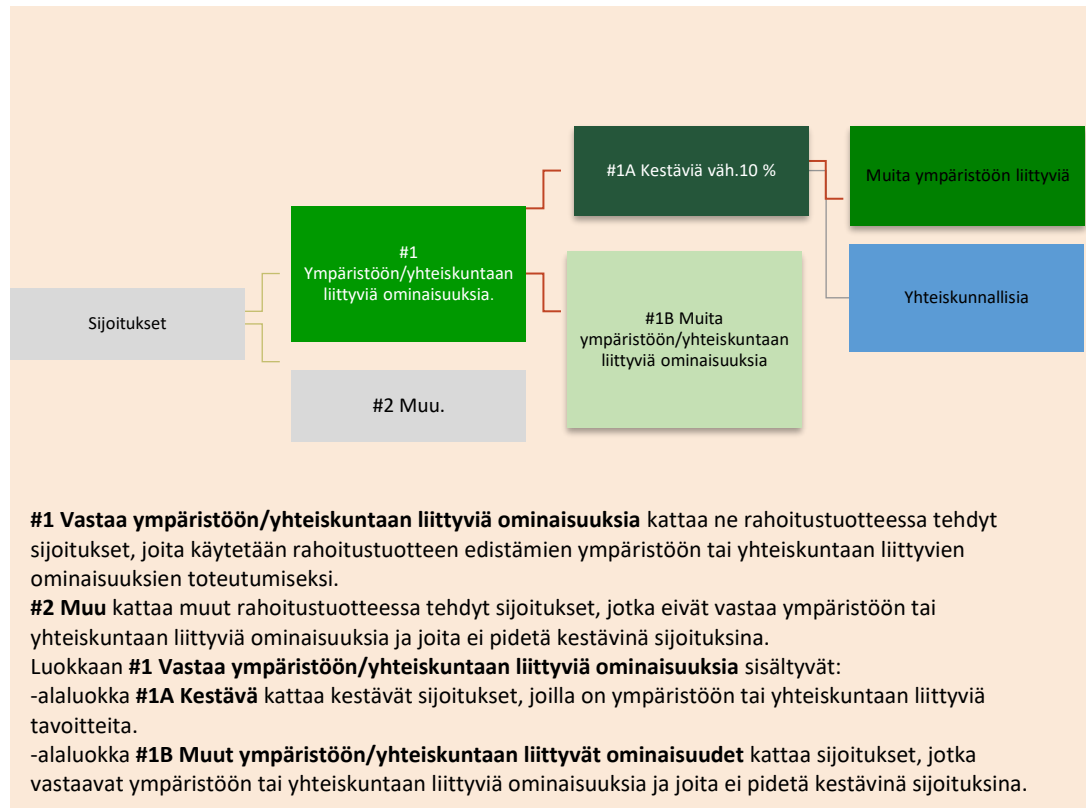 #1A Kestäviä väh.10 %
Muita ympäristöön liittyviä
#1
Ympäristöön/yhteiskuntaan
liittyviä ominaisuuksia.
Sijoitukset
Yhteiskunnallisia
#1B Muita
ympäristöön/yhteiskuntaan
liittyviä ominaisuuksia
#2 Muu.
#1 Vastaa ympäristöön/yhteiskuntaan liittyviä ominaisuuksia kattaa ne rahoitustuotteessa tehdyt
sijoitukset, joita käytetään rahoitustuotteen edistämien ympäristöön tai yhteiskuntaan liittyvien
ominaisuuksien toteutumiseksi.
#2 Muu kattaa muut rahoitustuotteessa tehdyt sijoitukset, jotka eivät vastaa ympäristöön tai
yhteiskuntaan liittyviä ominaisuuksia ja joita ei pidetä kestävinä sijoituksina.
Luokkaan #1 Vastaa ympäristöön/yhteiskuntaan liittyviä ominaisuuksia sisältyvät:
-alaluokka #1A Kestävä kattaa kestävät sijoitukset, joilla on ympäristöön tai yhteiskuntaan liittyviä
tavoitteita.
-alaluokka #1B Muut ympäristöön/yhteiskuntaan liittyvät ominaisuudet kattaa sijoitukset, jotka
vastaavat ympäristöön tai yhteiskuntaan liittyviä ominaisuuksia ja joita ei pidetä kestävinä sijoituksina.